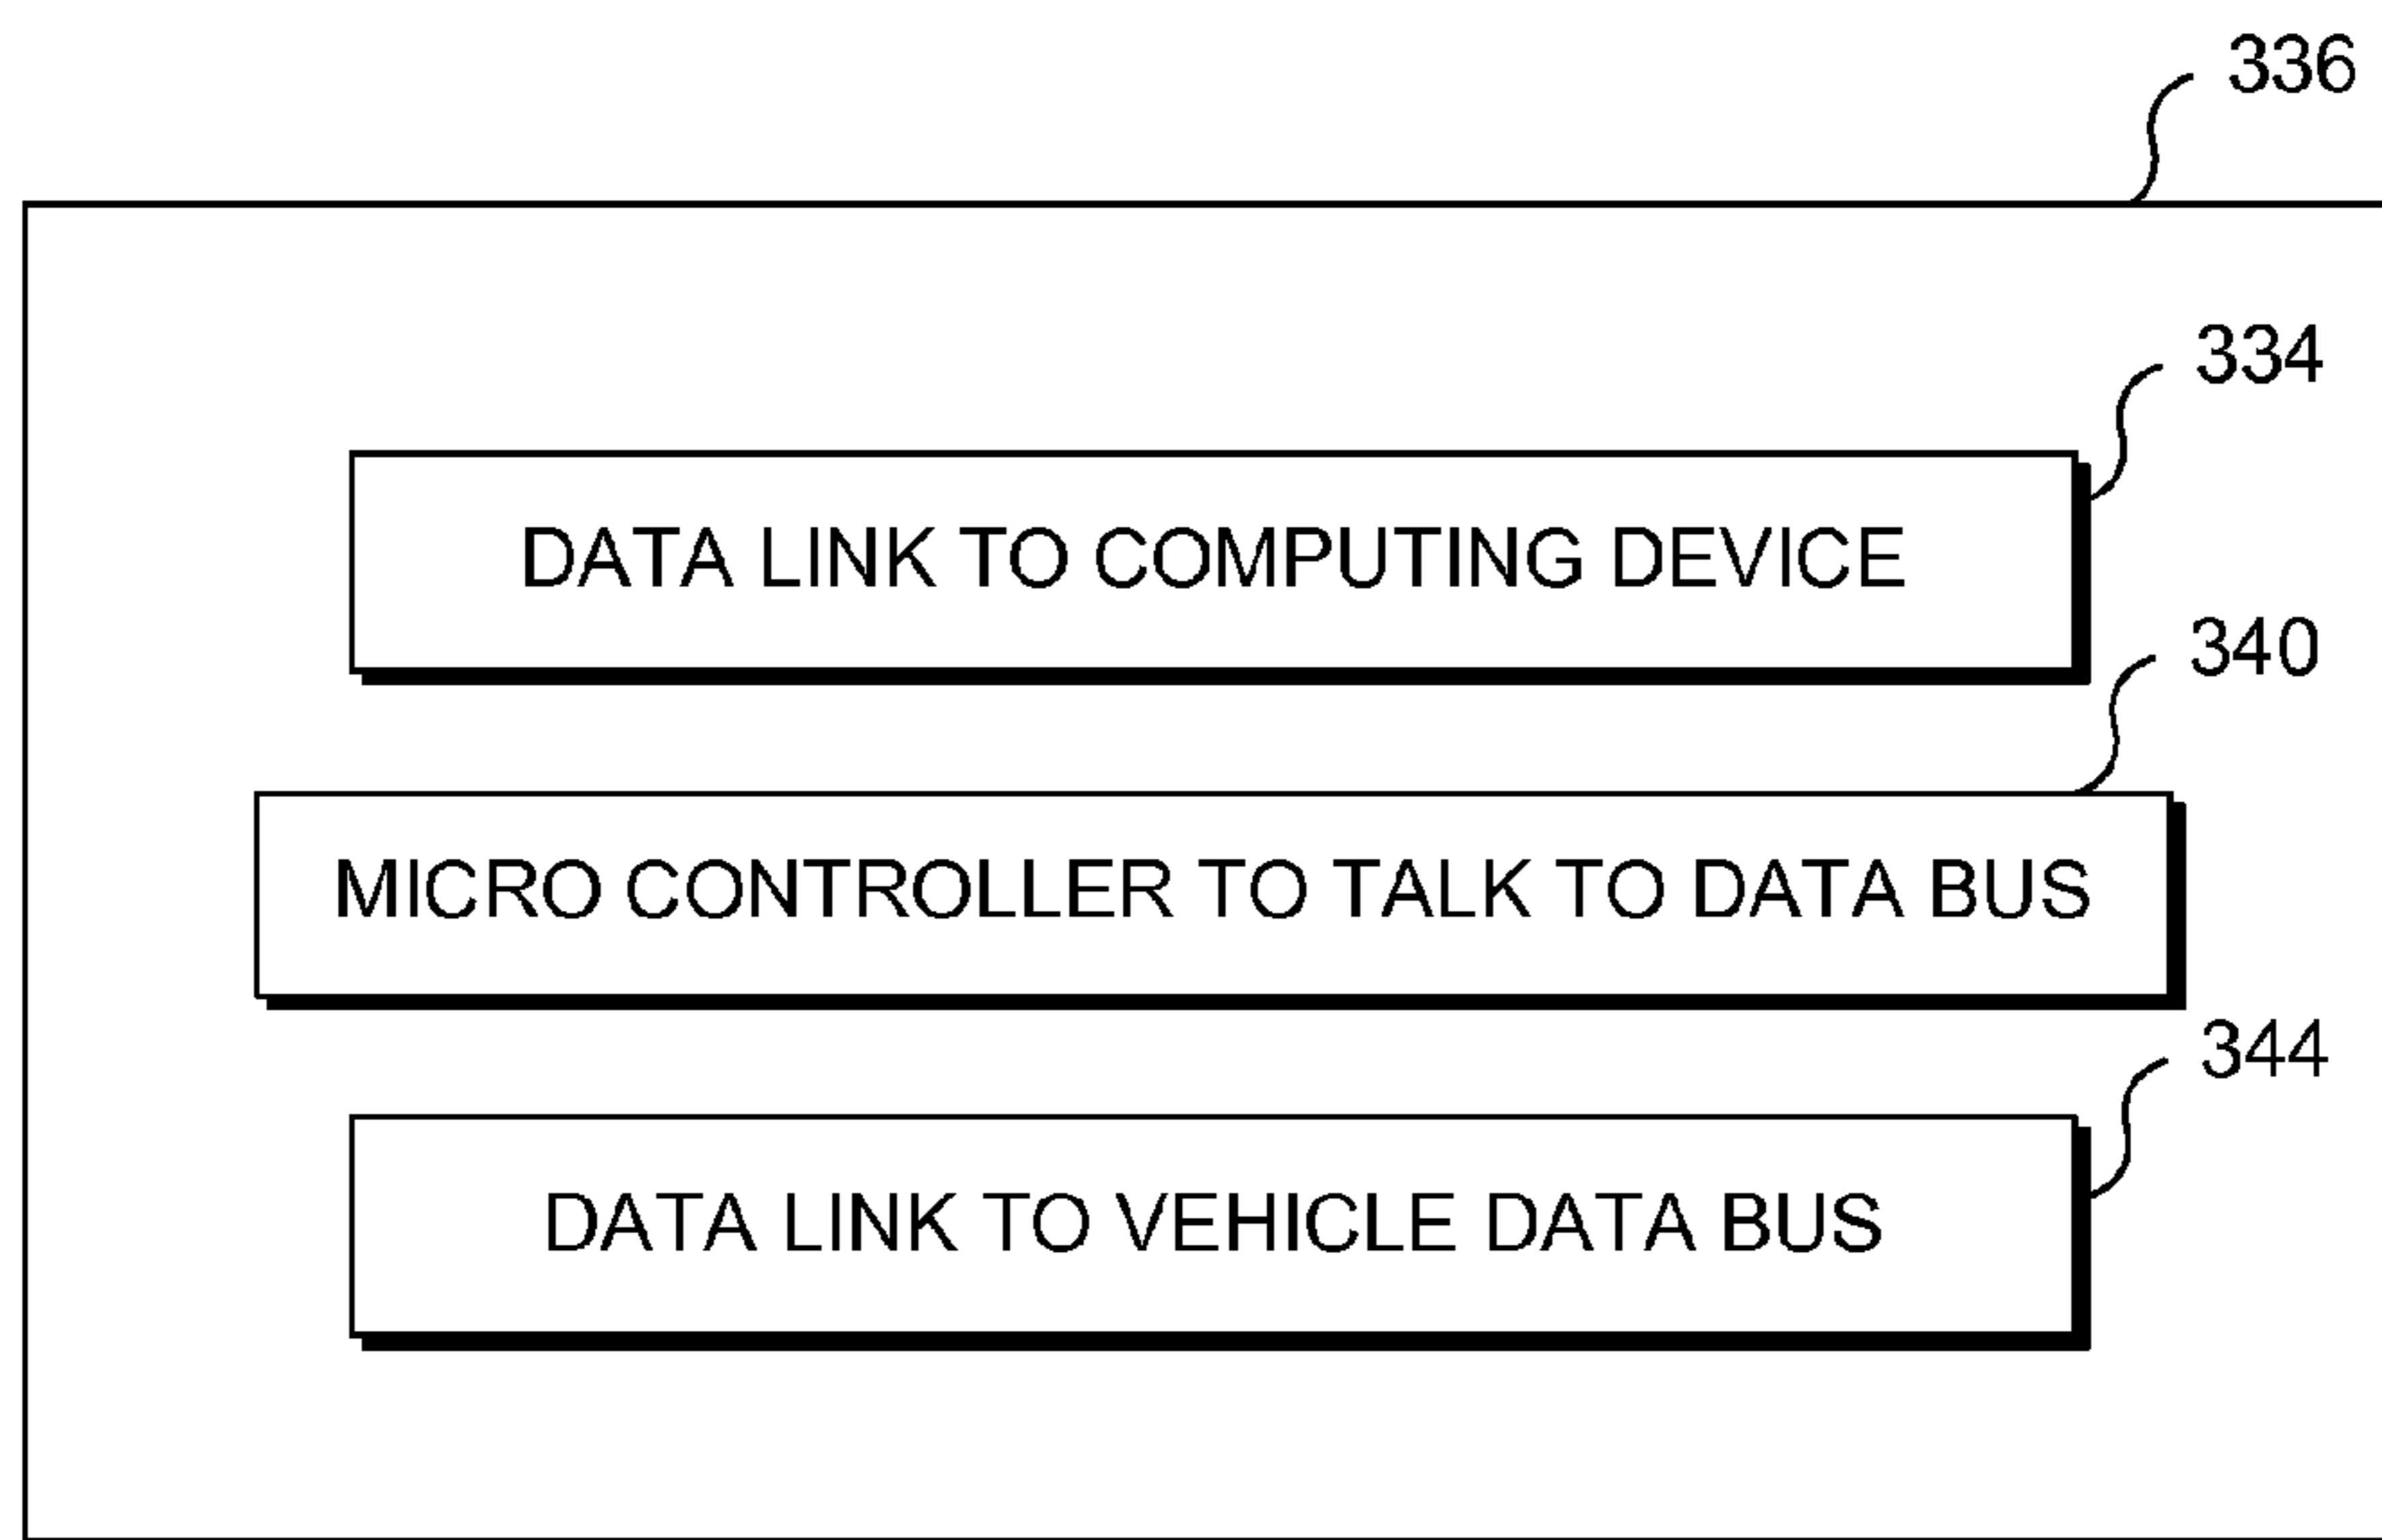 336
334
DATA LINK TO COMPUTING DEVICE
340
MICRO CONTROLLER TO TALK TO DATA BUS
344
DATA LINK TO VEHICLE DATA BUS